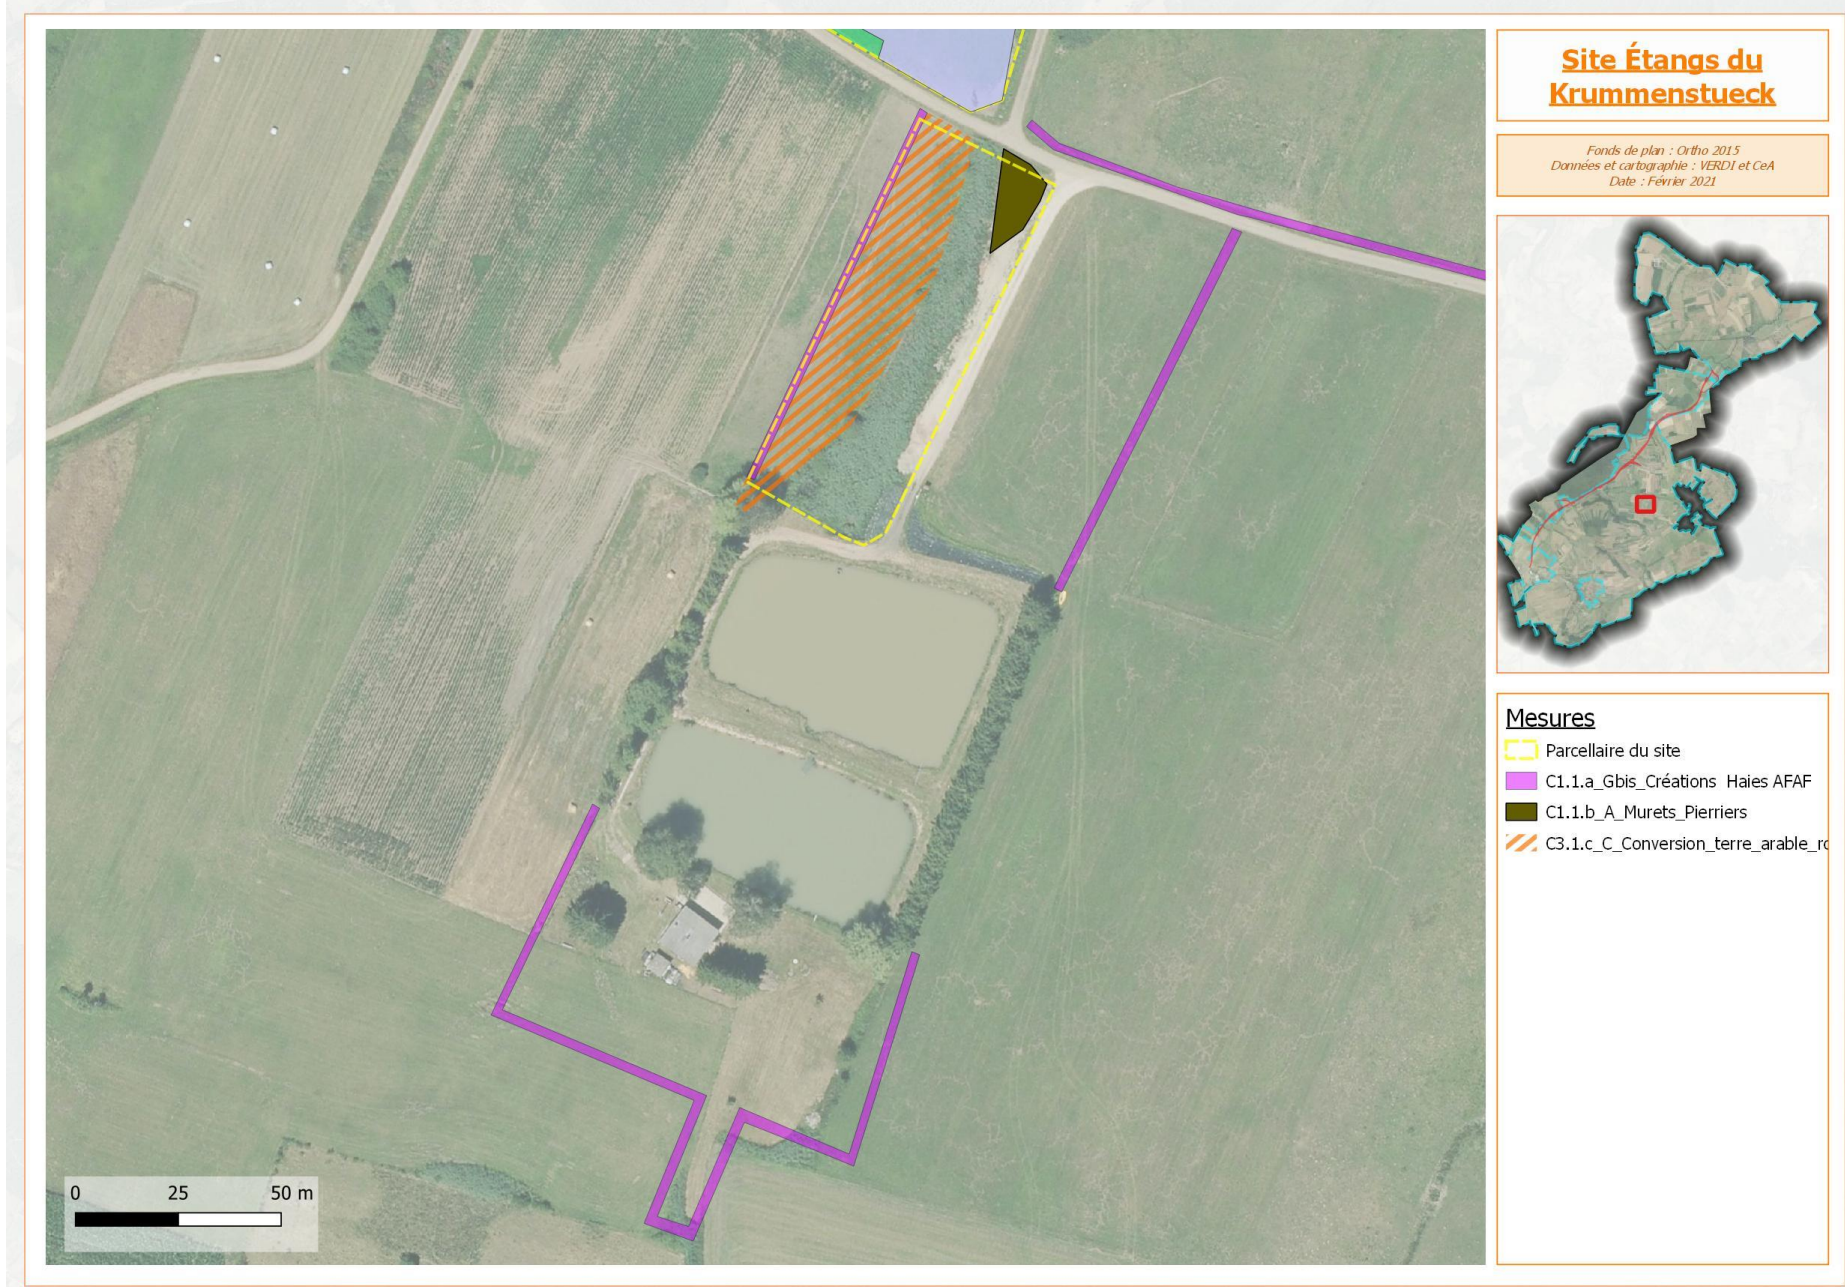 Site Étangs du
Krummenstueck
Fonds de plan : Ortho 2015
Données et cartographie : VERDI et CeA
Date : Février 2021
Mesures
Parcellaire du site
C1.1.a_Gbis_Créations Haies AFAF
C1.1.b_A_Murets_Pierriers
C3.1.c_C_Conversion_terre_arable_ro
0 25 50 m